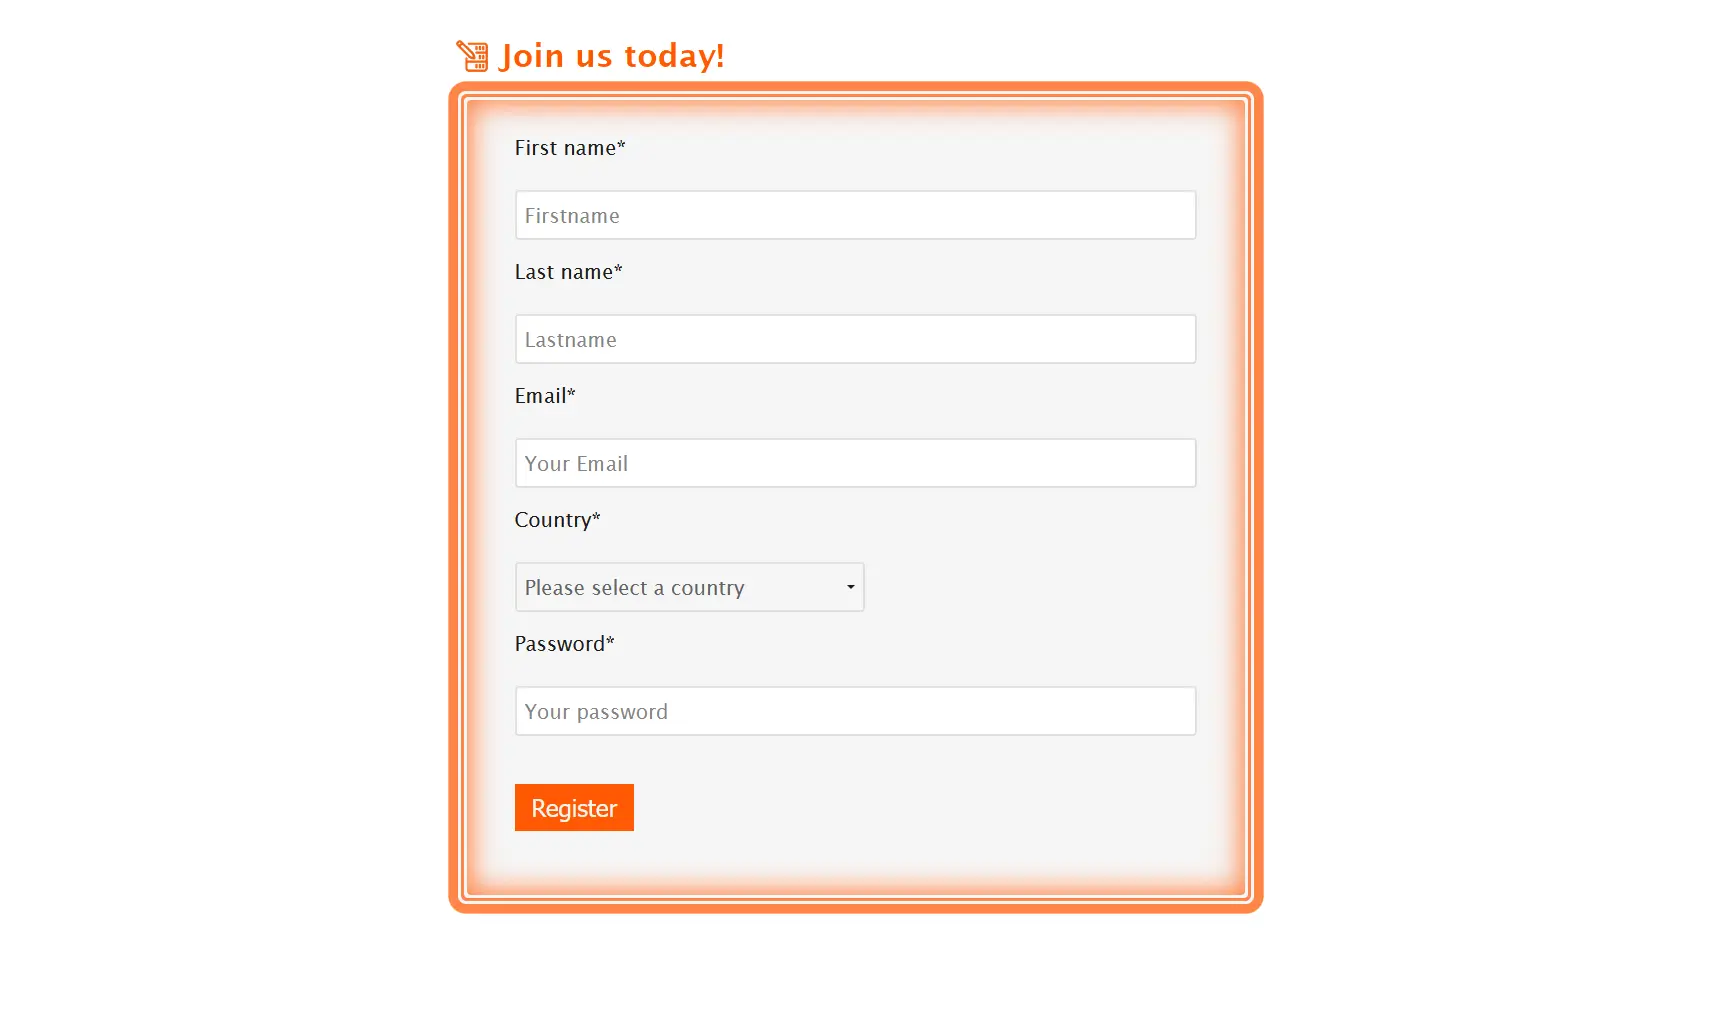 Join us today!
First name*
Firstname
Last name*
Lastname
Email*
Your Email
Country*
Please select a country
Password*
Your password
Register